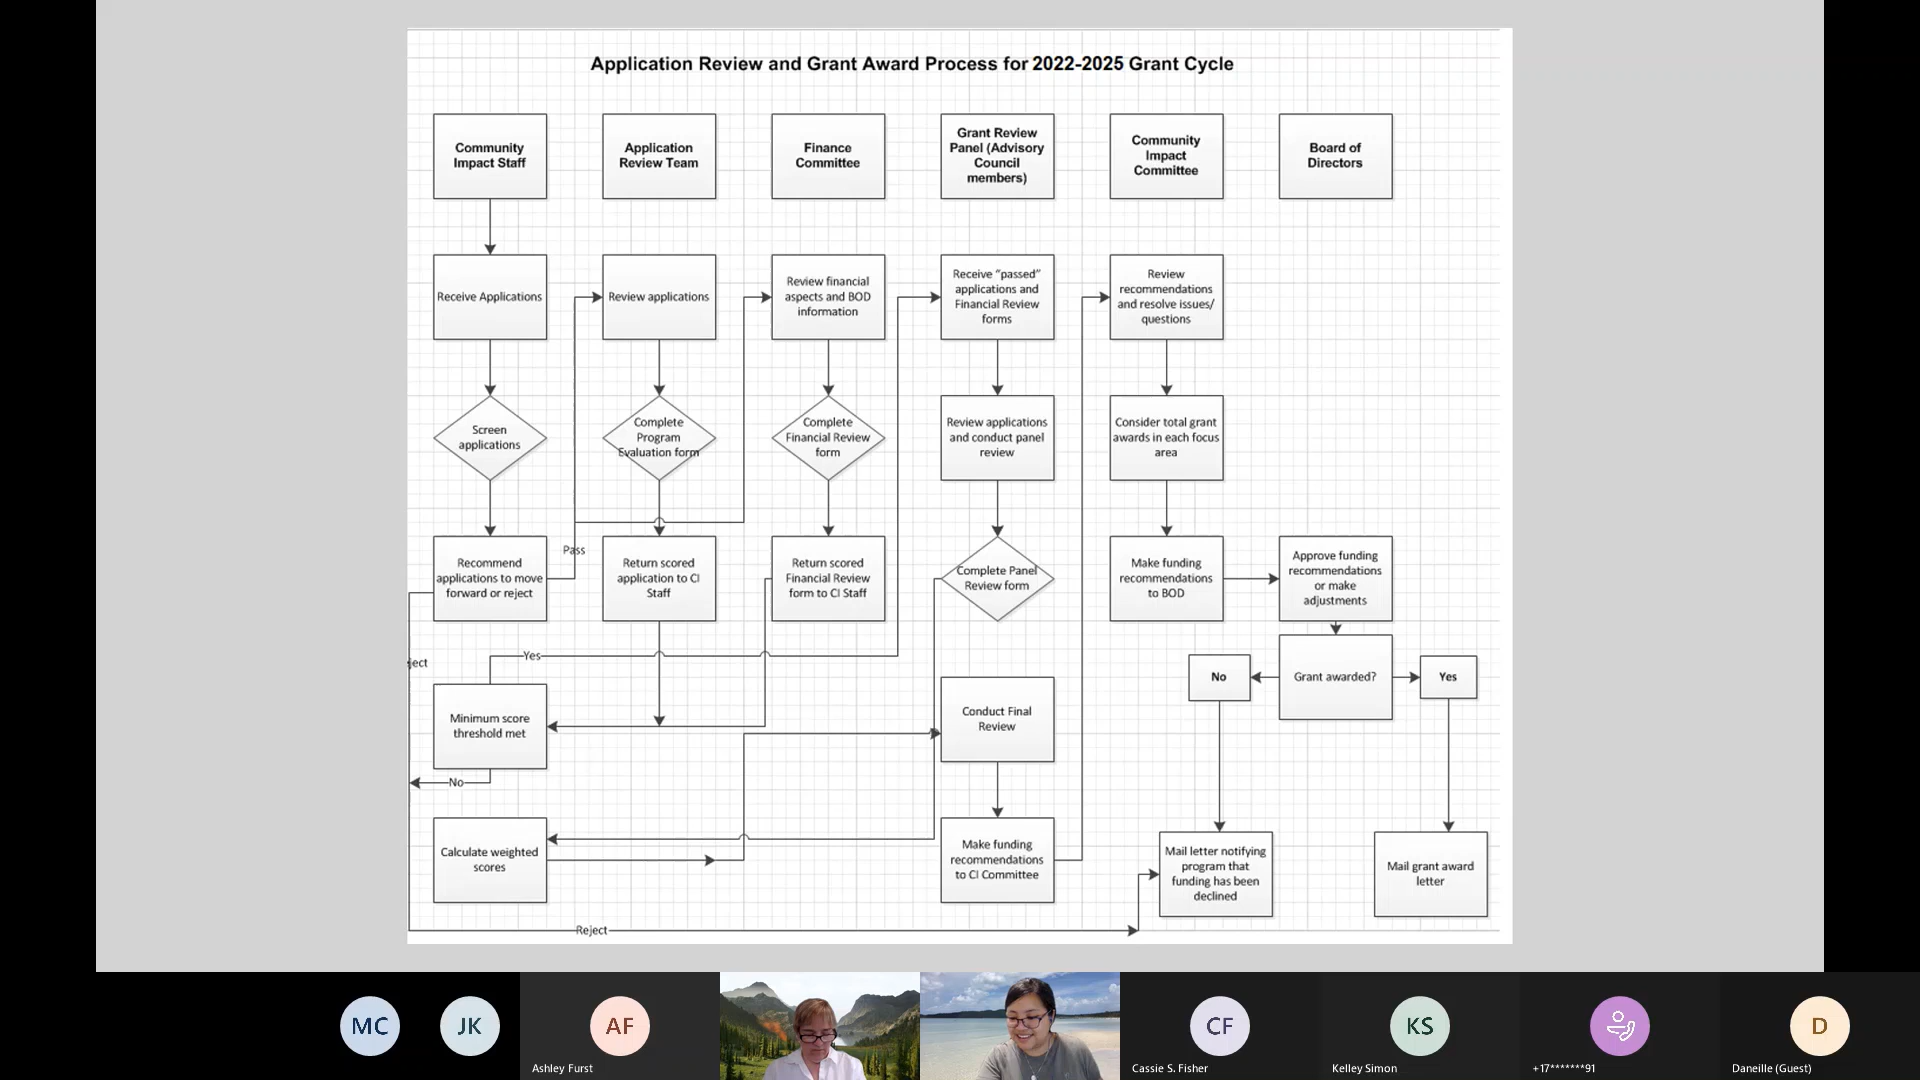 Application Review and Grant Award Process for 2022-2025 Grant Cycle
Community
Impact Staff
Application
Review Team
Finance
Committee
Grant Review
Panel (Advisory
Council
members)
Community
Impact
Committee
Board of
Directors
Receive Applications
Review applications
Review financial
aspects and BOD
information
Receive “passed”
applications and
Financial Review
forms
Review
recommendations
and resolve issues/
questions
Screen
applications
Complete
Program
Evaluation form
Complete
Financial Review
form
Review applications
and conduct panel
review
Consider total grant
awards in each focus
area
Recommend
applications to move
forward or reject
Pass
Return scored
application to CI
Staff
Return scored
Financial Review
form to CI Staff
Complete Panel
Review form
Make funding
recommendations
to BOD
Approve funding
recommendations
or make
adjustments
ject
Yes
Minimum score
threshold met
No
Conduct Final
Review
No
Grant awarded?
Yes
Calculate weighted
scores
Make funding
recommendations
to CI Committee
Mail letter notifying
program that
funding has been
declined
Mail grant award
letter
Reject
MC
JK
AF
Ashley Furst
CF
Cassie S. Fisher
KS
Kelley Simon
+17*******91
D
Daneille (Guest)